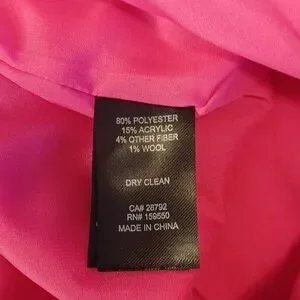 80% POLYESTER
15% ACRYLIC
4% OTHER FIBER
1% WOOL
DRY CLEAN
CA# 28792
RN# 159550
MADE IN CHINA